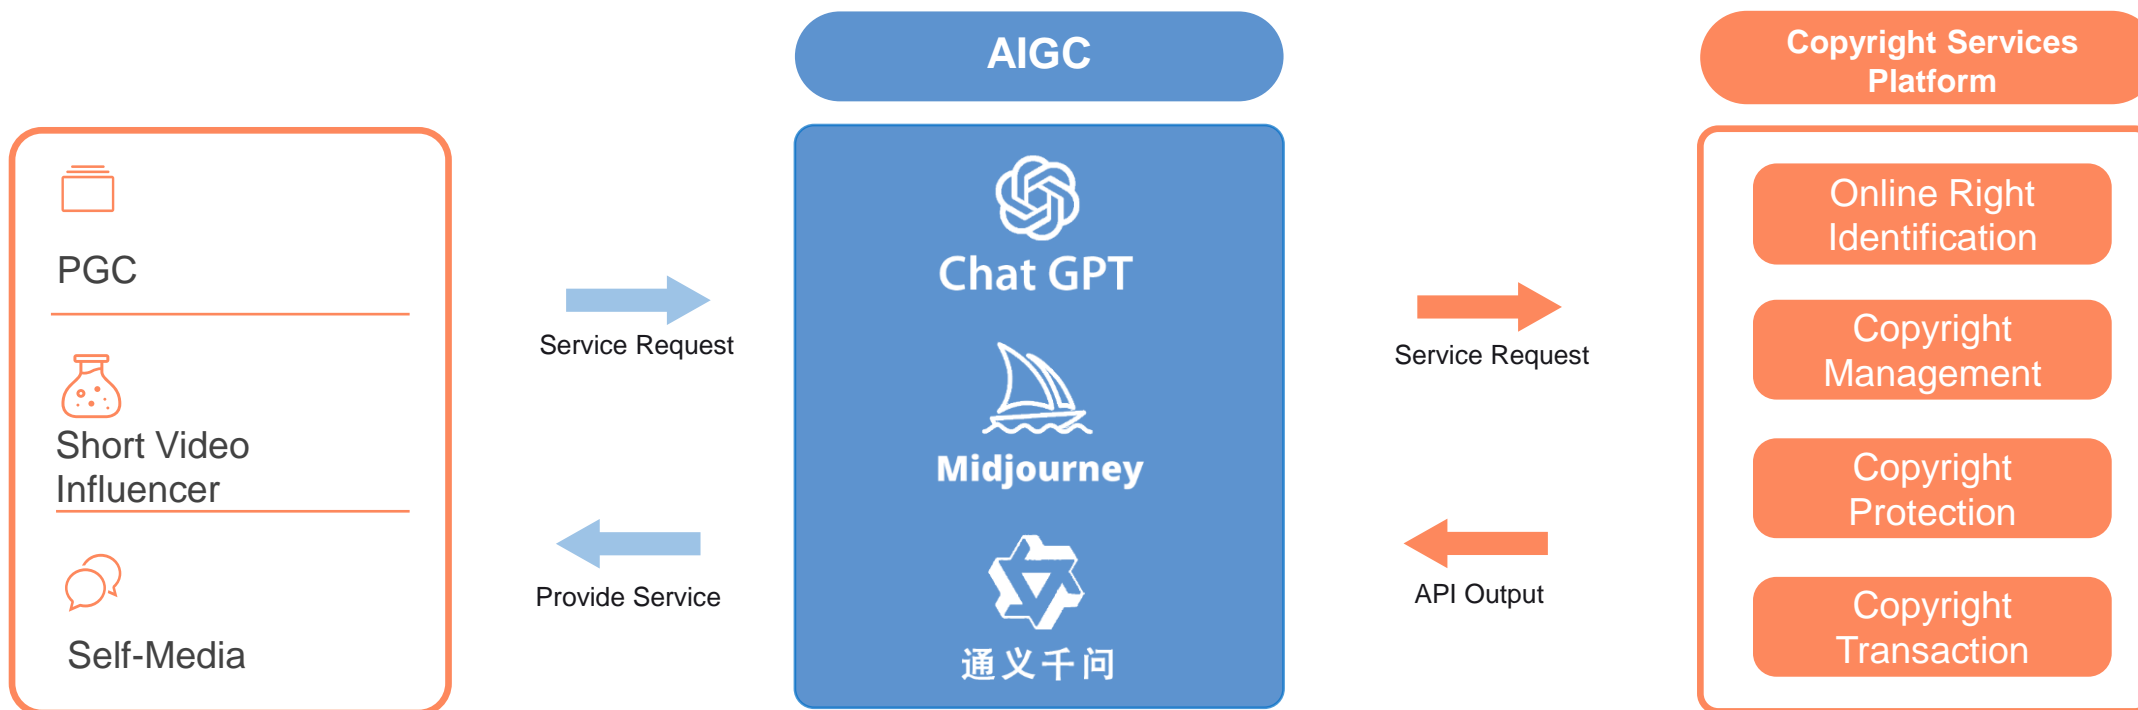 AIGC
Copyright Services
Platform
PGC
Short Video
Influencer
Self-Media
Service Request
Provide Service
Chat GPT
Midjourney
通义千问
Service Request
API Output
Online Right
Identification
Copyright
Management
Copyright
Protection
Copyright
Transaction